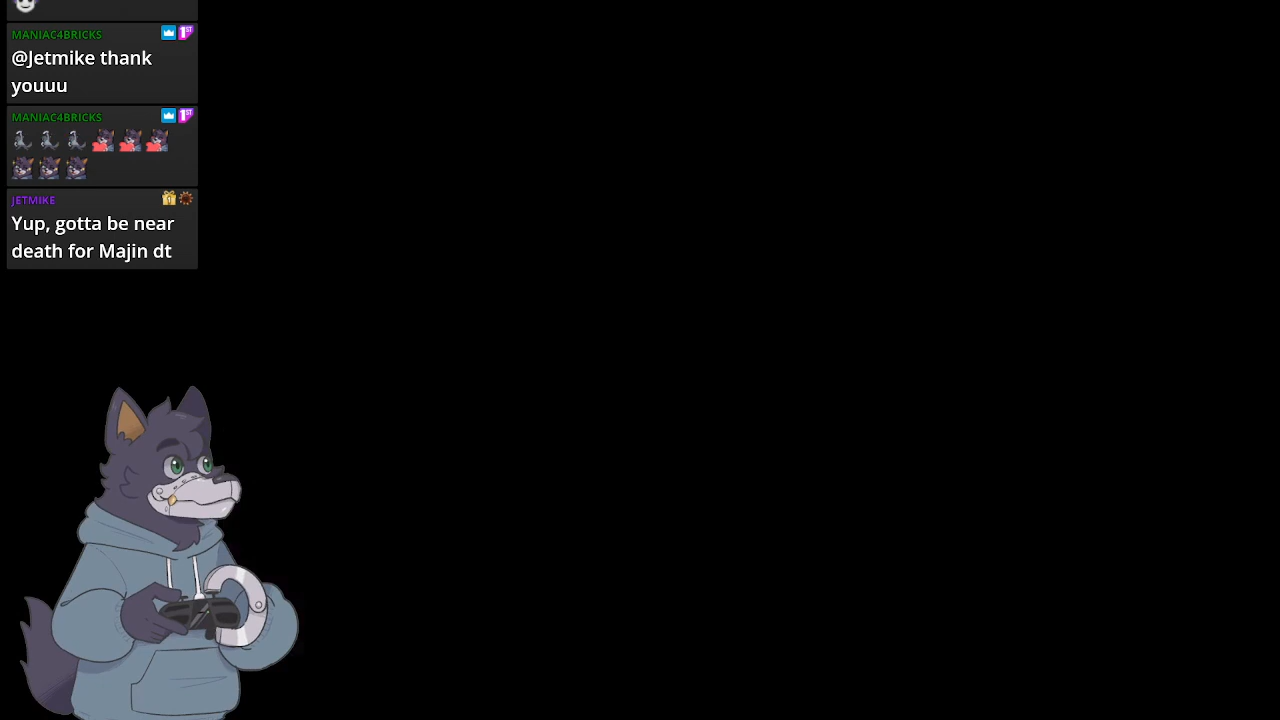 MANIAC4BRICKS
@Jetmike thank
youuu
MANIAC4BRICKS
JETMIKE
Yup, gotta be near
death for Majin dt